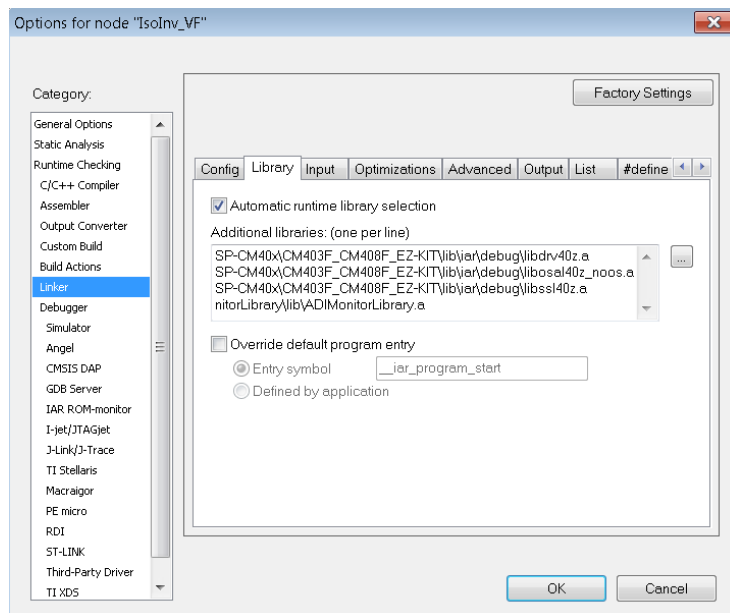 Options for node "IsoInv_VF"
Category:
Factory Settings
General Options
Static Analysis
Runtime Checking
C/C++ Compiler
Assembler
Output Converter
Custom Build
Build Actions
Linker
Debugger
Simulator
Angel
CMSIS DAP
GDB Server
IAR ROM-monitor
I-jet/JTAGjet
J-Link/J-Trace
TI Stellaris
Macraigor
PE micro
RDI
ST-LINK
Third-Party Driver
TI XDS
Config Library Input Optimizations Advanced Output List #define
Automatic runtime library selection
Additional libraries: (one per line)
SP-CM40x\CM403F_CM408F_EZ-KIT\lib\iar\debug\libdrv40z.a
SP-CM40x\CM403F_CM408F_EZ-KIT\lib\iar\debug\libosal40z_noos.a
SP-CM40x\CM403F_CM408F_EZ-KIT\lib\iar\debug\libssl40z.a
nitorLibrary\lib\ADIMonitorLibrary.a
...
Override default program entry
Entry symbol __iar_program_start
Defined by application
OK Cancel